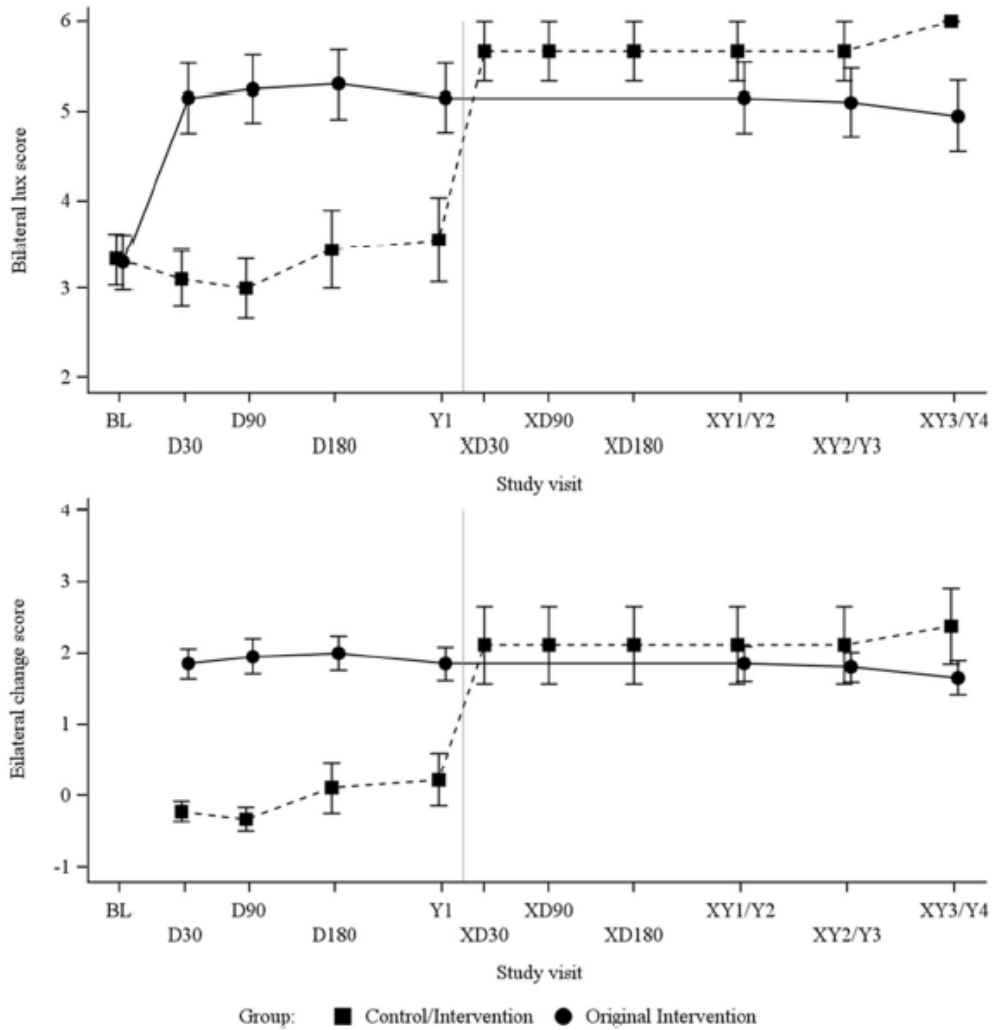 Bilateral lux score
6
5
4
3
2
BL D90 Y1 XD90 XY1/Y2 XY3/Y4
D30 D180 XD30 XD180 XY2/Y3
Study visit
Bilateral change score
4
3
2
1
0
-1
BL D90 Y1 XD90 XY1/Y2 XY3/Y4
D30 D180 XD30 XD180 XY2/Y3
Study visit
Group: Control/Intervention Original Intervention